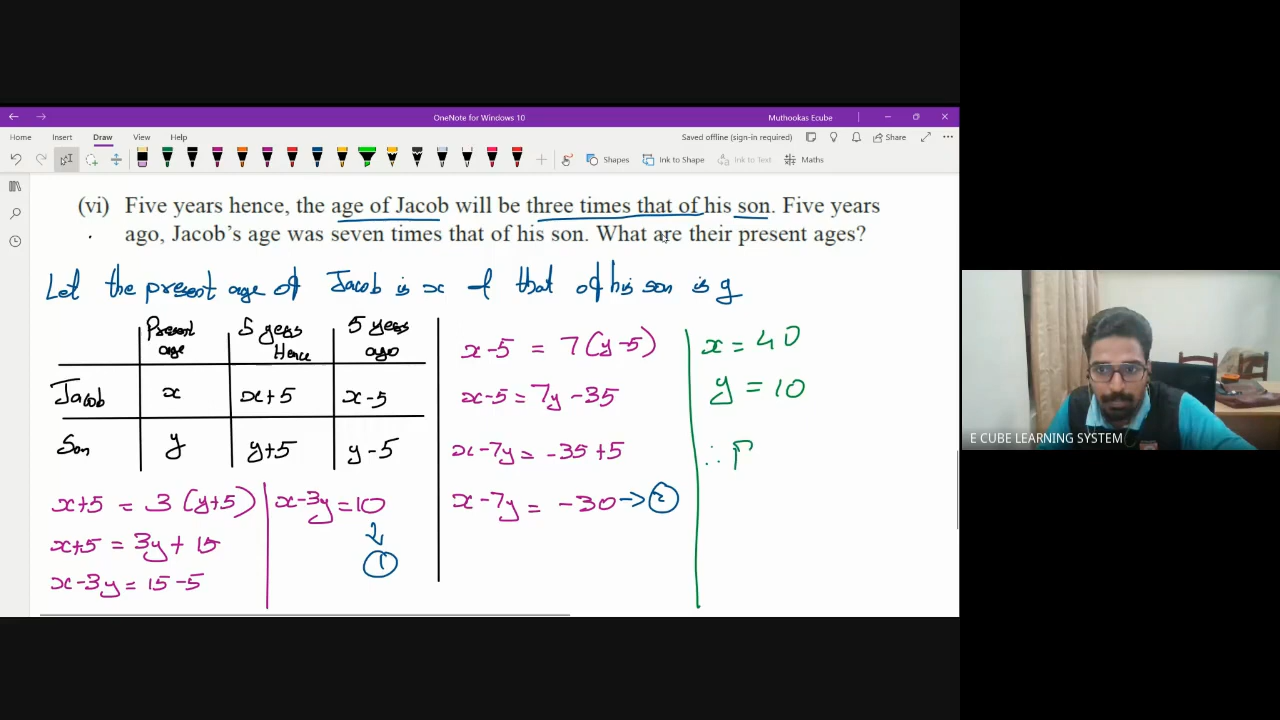 OneNote for Windows 10
Muthookas Ecube
Home Insert Draw View Help
Saved offline (sign-in required)
Share
Shapes
Ink to Shape
Ink to Text
Maths
(vi) Five years hence, the age of Jacob will be three times that of his son. Five years
ago, Jacob's age was seven times that of his son. What are their present ages?
Let the present age of Jacob is x & that of his son is y
Present age
5 years Hence
5 years ago
Jacob x x+5 x-5
Son y y+5 y-5
x+5 = 3 (y+5)
x+5 = 3y + 15
x-3y = 15-5
x-3y = 10
↓
①
x-5 = 7(y-5)
x-5 = 7y -35
x-7y = -35+5
x-7y = -30 → ②
x = 40
y = 10
∴ P
E CUBE LEARNING SYSTEM